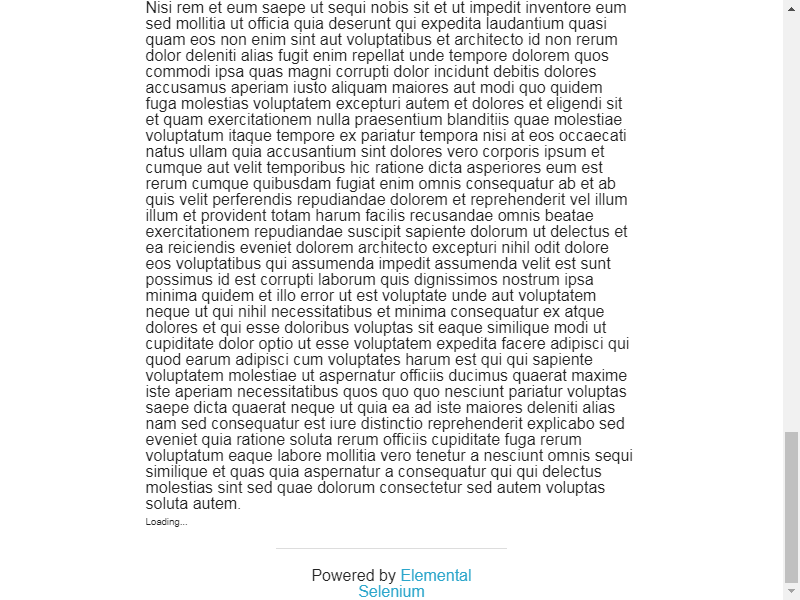 Nisi rem et eum saepe ut sequi nobis sit et ut impedit inventore eum
sed mollitia ut officia quia deserunt qui expedita laudantium quasi
quam eos non enim sint aut voluptatibus et architecto id non rerum
dolor deleniti alias fugit enim repellat unde tempore dolorem quos
commodi ipsa quas magni corrupti dolor incidunt debitis dolores
accusamus aperiam iusto aliquam maiores aut modi quo quidem
fuga molestias voluptatem excepturi autem et dolores et eligendi sit
et quam exercitationem nulla praesentium blanditiis quae molestiae
voluptatum itaque tempore ex pariatur tempora nisi at eos occaecati
natus ullam quia accusantium sint dolores vero corporis ipsum et
cumque aut velit temporibus hic ratione dicta asperiores eum est
rerum cumque quibusdam fugiat enim omnis consequatur ab et ab
quis velit perferendis repudiandae dolorem et reprehenderit vel illum
illum et provident totam harum facilis recusandae omnis beatae
exercitationem repudiandae suscipit sapiente dolorum ut delectus et
ea reiciendis eveniet dolorem architecto excepturi nihil odit dolore
eos voluptatibus qui assumenda impedit assumenda velit est sunt
possimus id est corrupti laborum quis dignissimos nostrum ipsa
minima quidem et illo error ut est voluptate unde aut voluptatem
neque ut qui nihil necessitatibus et minima consequatur ex atque
dolores et qui esse doloribus voluptas sit eaque similique modi ut
cupiditate dolor optio ut esse voluptatem expedita facere adipisci qui
quod earum adipisci cum voluptates harum est qui qui sapiente
voluptatem molestiae ut aspernatur officiis ducimus quaerat maxime
iste aperiam necessitatibus quos quo quo nesciunt pariatur voluptas
saepe dicta quaerat neque ut quia ea ad iste maiores deleniti alias
nam sed consequatur est iure distinctio reprehenderit explicabo sed
eveniet quia ratione soluta rerum officiis cupiditate fuga rerum
voluptatum eaque labore mollitia vero tenetur a nesciunt omnis sequi
similique et quas quia aspernatur a consequatur qui qui delectus
molestias sint sed quae dolorum consectetur sed autem voluptas
soluta autem.
Loading...
Powered by Elemental
Selenium